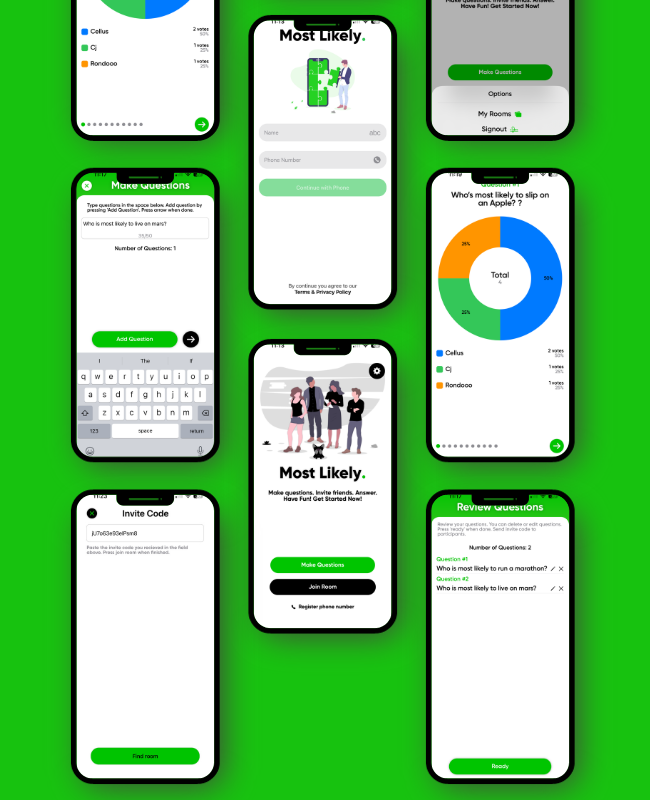 Cellus
2 votes
50%
Cj
1 votes
25%
Rondooo
1 votes
25%
11:17
Make Questions
Type questions in the space below. Add question by
pressing 'Add Question'. Press arrow when done.
Who is most likely to live on mars?
Number of Questions: 1
Add Question
I The If
q w e r t y u i o p
a s d f g h j k l
z x c v b n m
123 space return
11:23
Invite Code
Paste the invite code you recieved in the field
above. Press join room when finished.
Find room
11:13
Most Likely.
Name
abc
Phone Number
Continue with Phone
By continue you agree to our
Terms & Privacy Policy
11:13
Most Likely.
Make questions. Invite friends. Answer.
Have Fun! Get Started Now!
Make Questions
Join Room
Register phone number
Make questions. Invite friends. Answer.
Have Fun! Get Started Now!
Make Questions
Options
My Rooms
Signout
Question #1
Who's most likely to slip on
an Apple? ?
25%
50%
25%
Total
4
Cellus
2 votes
50%
Cj
1 votes
25%
Rondooo
1 votes
25%
11:17
Review Questions
Review your questions. You can delete or edit questions.
Press 'ready' when done. Send invite code to
participants.
Number of Questions: 2
Question #1
Who is most likely to run a marathon?
Question #2
Who is most likely to live on mars?
Ready